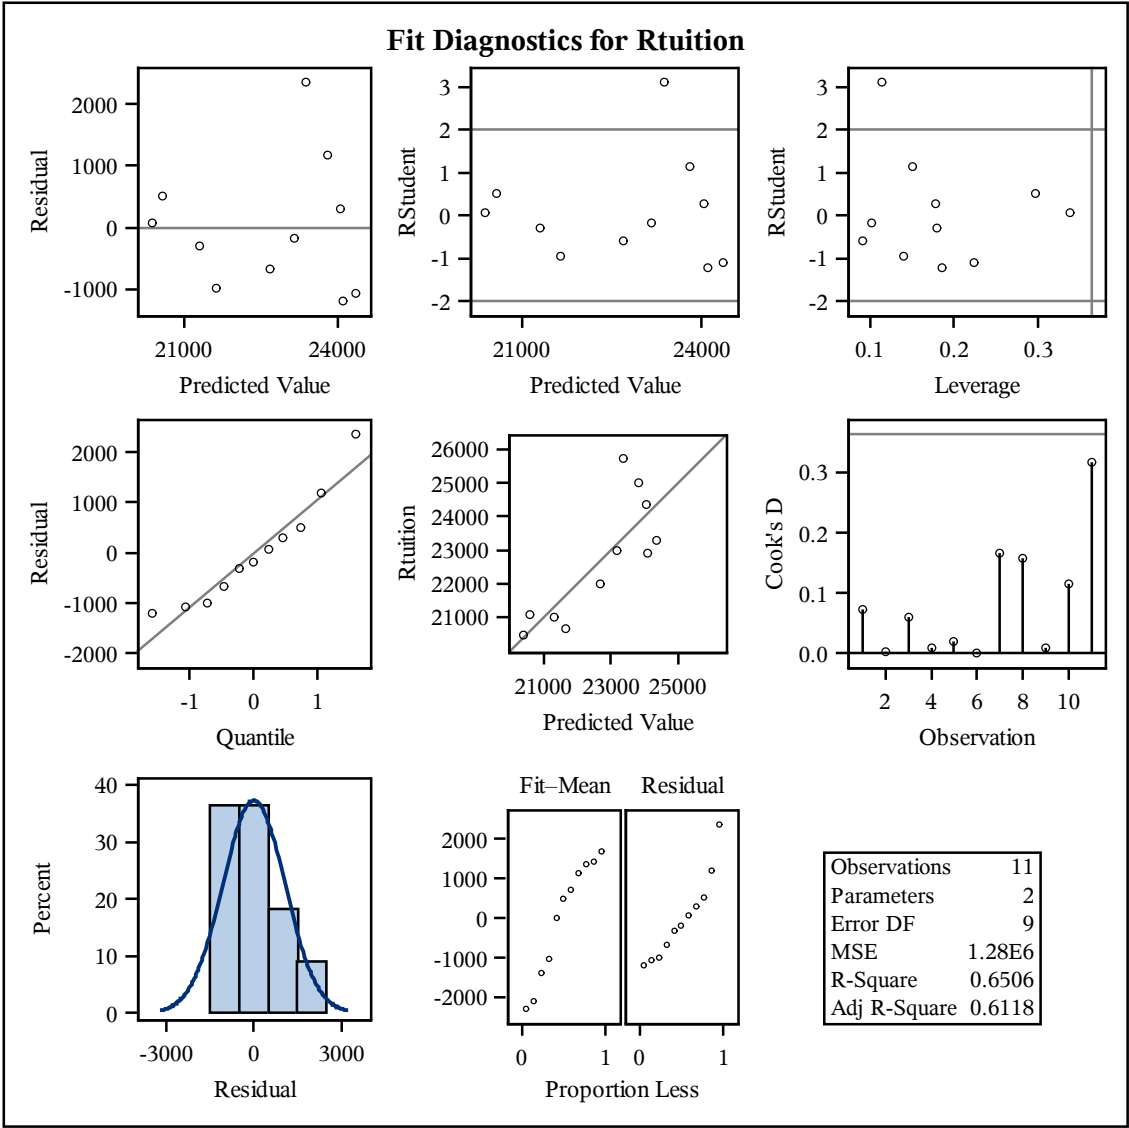 Fit Diagnostics for Rtuition
Residual
2000
1000
0
-1000
21000 24000
Predicted Value
RStudent
3
2
1
0
-1
-2
21000 24000
Predicted Value
RStudent
3
2
1
0
-1
-2
0.1 0.2 0.3
Leverage
Residual
2000
1000
0
-1000
-2000
-1 0 1
Quantile
Rtuition
26000
25000
24000
23000
22000
21000
21000 23000 25000
Predicted Value
Cook's D
0.3
0.2
0.1
0.0
2 4 6 8 10
Observation
Percent
40
30
20
10
0
-3000 0 3000
Residual
Fit–Mean Residual
2000
1000
0
-1000
-2000
0 1 0 1
Proportion Less
Observations 11
Parameters 2
Error DF 9
MSE 1.28E6
R-Square 0.6506
Adj R-Square 0.6118